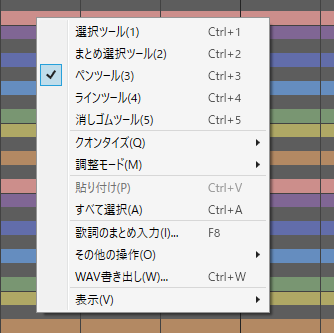 選択ツール(1) Ctrl+1
まとめ選択ツール(2) Ctrl+2
ペンツール(3) Ctrl+3
ラインツール(4) Ctrl+4
消しゴムツール(5) Ctrl+5
クオンタイズ(Q)
調整モード(M)
貼り付け(P) Ctrl+V
すべて選択(A) Ctrl+A
歌詞のまとめ入力(I)... F8
その他の操作(O)
WAV書き出し(W)... Ctrl+W
表示(V)